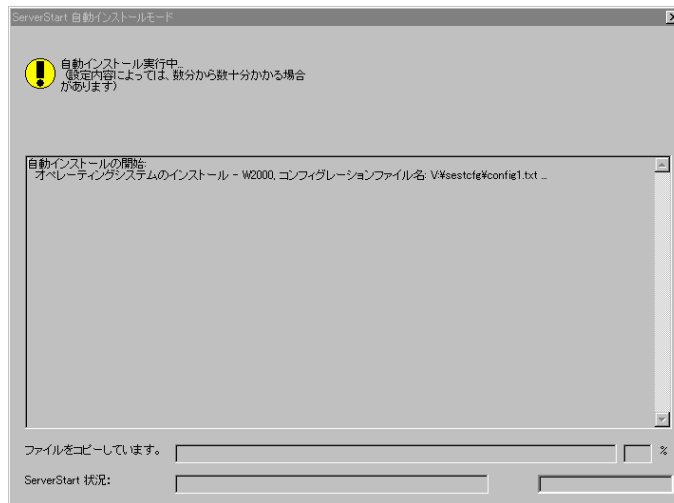 ServerStart 自動インストールモード
自動インストール実行中...
(設定内容によっては、数分から数十分かかる場合
があります)
自動インストールの開始:
オペレーティングシステムのインストール - W2000, コンフィグレーションファイル名: V:¥sestcfg¥config1.txt ...
ファイルをコピーしています。 %
ServerStart 状況: